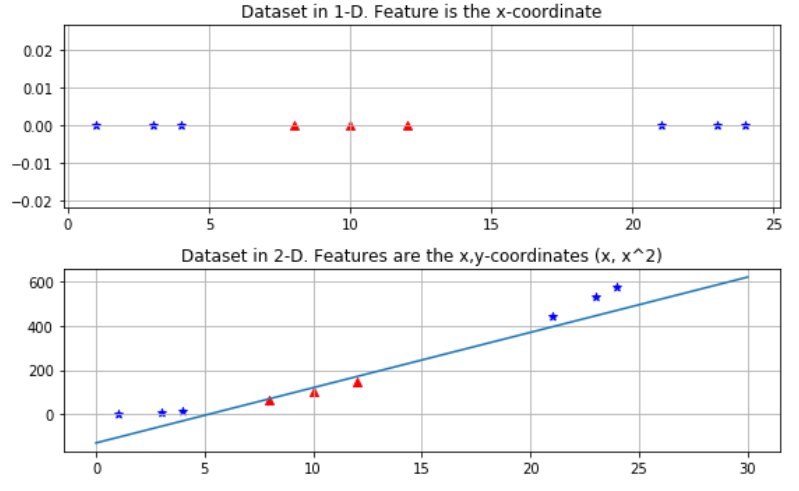 Dataset in 1-D. Feature is the x-coordinate
0.02
0.01
0.00
−0.01
−0.02
0 5 10 15 20 25
Dataset in 2-D. Features are the x,y-coordinates (x, x^2)
600
400
200
0
0 5 10 15 20 25 30